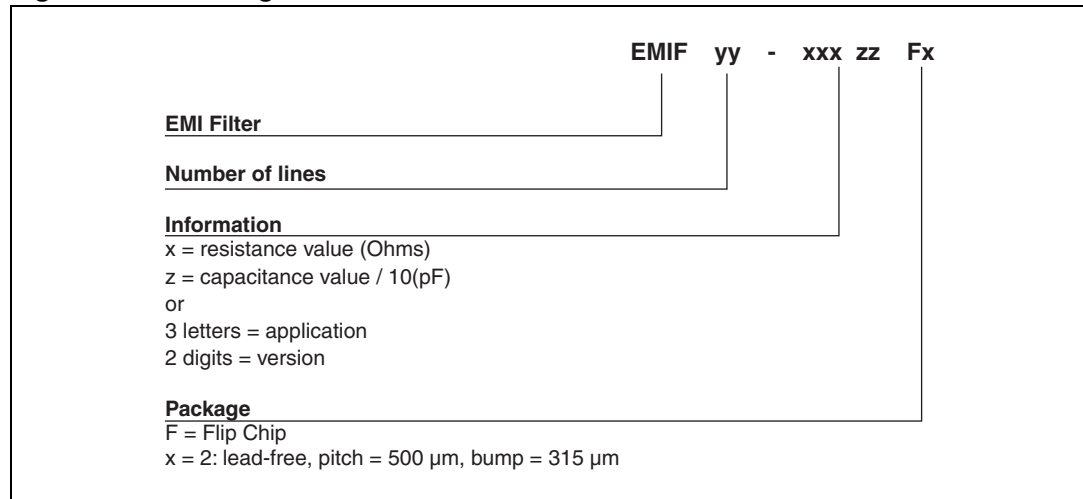 EMIF yy - xxx zz Fx
EMI Filter
Number of lines
Information
x = resistance value (Ohms)
z = capacitance value / 10(pF)
or
3 letters = application
2 digits = version
Package
F = Flip Chip
x = 2: lead-free, pitch = 500 µm, bump = 315 µm